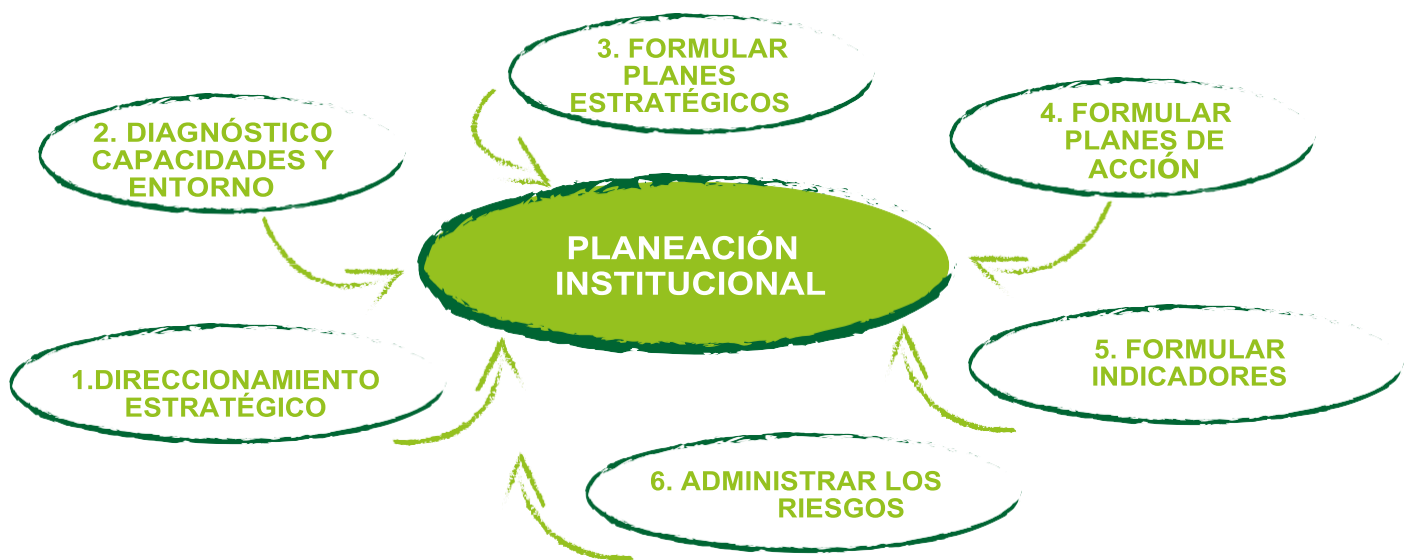 3. FORMULAR
PLANES
ESTRATÉGICOS
2. DIAGNÓSTICO
CAPACIDADES Y
ENTORNO
4. FORMULAR
PLANES DE
ACCIÓN
PLANEACIÓN
INSTITUCIONAL
1.DIRECCIONAMIENTO
ESTRATÉGICO
5. FORMULAR
INDICADORES
6. ADMINISTRAR LOS
RIESGOS